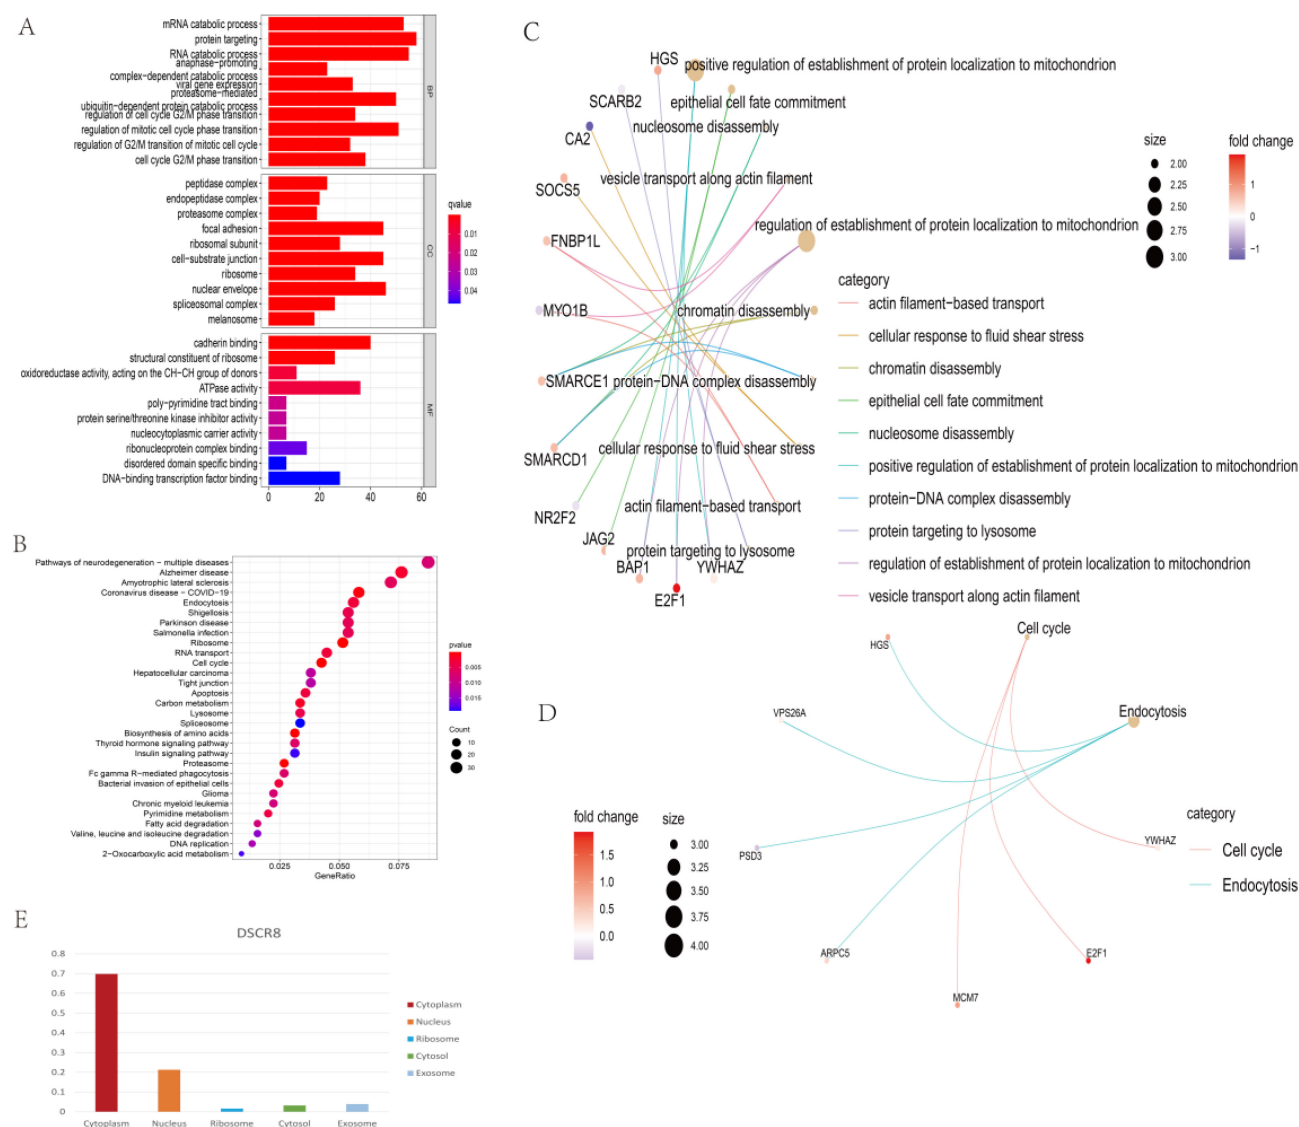 A
mRNA catabolic process
protein targeting
RNA catabolic process
anaphase-promoting
complex-dependent catabolic process
viral gene expression
proteasome-mediated
ubiquitin-dependent protein catabolic process
regulation of cell cycle G2/M phase transition
regulation of mitotic cell cycle phase transition
regulation of G2/M transition of mitotic cell cycle
cell cycle G2/M phase transition
BP
peptidase complex
endopeptidase complex
proteasome complex
focal adhesion
ribosomal subunit
cell-substrate junction
ribosome
nuclear envelope
spliceosomal complex
melanosome
CC
cadherin binding
structural constituent of ribosome
oxidoreductase activity, acting on the CH-CH group of donors
ATPase activity
poly-pyrimidine tract binding
protein serine/threonine kinase inhibitor activity
nucleocytoplasmic carrier activity
ribonucleoprotein complex binding
disordered domain specific binding
DNA-binding transcription factor binding
MF
0 20 40 60
qvalue
0.01
0.02
0.03
0.04
B
Pathways of neurodegeneration - multiple diseases
Alzheimer disease
Amyotrophic lateral sclerosis
Coronavirus disease - COVID-19
Endocytosis
Shigellosis
Parkinson disease
Salmonella infection
Ribosome
RNA transport
Cell cycle
Hepatocellular carcinoma
Tight junction
Apoptosis
Carbon metabolism
Lysosome
Spliceosome
Biosynthesis of amino acids
Thyroid hormone signaling pathway
Insulin signaling pathway
Proteasome
Fc gamma R-mediated phagocytosis
Bacterial invasion of epithelial cells
Glioma
Chronic myeloid leukemia
Pyrimidine metabolism
Fatty acid degradation
Valine, leucine and isoleucine degradation
DNA replication
2-Oxocarboxylic acid metabolism
0.025 0.050 0.075
GeneRatio
pvalue
0.005
0.010
0.015
Count
10
20
30
C
HGS positive regulation of establishment of protein localization to mitochondrion
SCARB2 epithelial cell fate commitment
CA2 nucleosome disassembly
SOCS5 vesicle transport along actin filament
regulation of establishment of protein localization to mitochondrion
FNBP1L
MYO1B chromatin disassembly
SMARCE1 protein-DNA complex disassembly
SMARCD1 cellular response to fluid shear stress
NR2F2 actin filament-based transport
JAG2 protein targeting to lysosome
BAP1 YWHAZ
E2F1
size
2.00
2.25
2.50
2.75
3.00
fold change
1
0
-1
category
actin filament-based transport
cellular response to fluid shear stress
chromatin disassembly
epithelial cell fate commitment
nucleosome disassembly
positive regulation of establishment of protein localization to mitochondrion
protein-DNA complex disassembly
protein targeting to lysosome
regulation of establishment of protein localization to mitochondrion
vesicle transport along actin filament
D
Cell cycle
HGS
Endocytosis
VPS26A
PSD3
YWHAZ
ARPC5
E2F1
MCM7
fold change
1.5
1.0
0.5
0.0
size
3.00
3.25
3.50
3.75
4.00
category
Cell cycle
Endocytosis
E
DSCR8
0.8
0.7
0.6
0.5
0.4
0.3
0.2
0.1
0
Cytoplasm Nucleus Ribosome Cytosol Exosome
Cytoplasm
Nucleus
Ribosome
Cytosol
Exosome